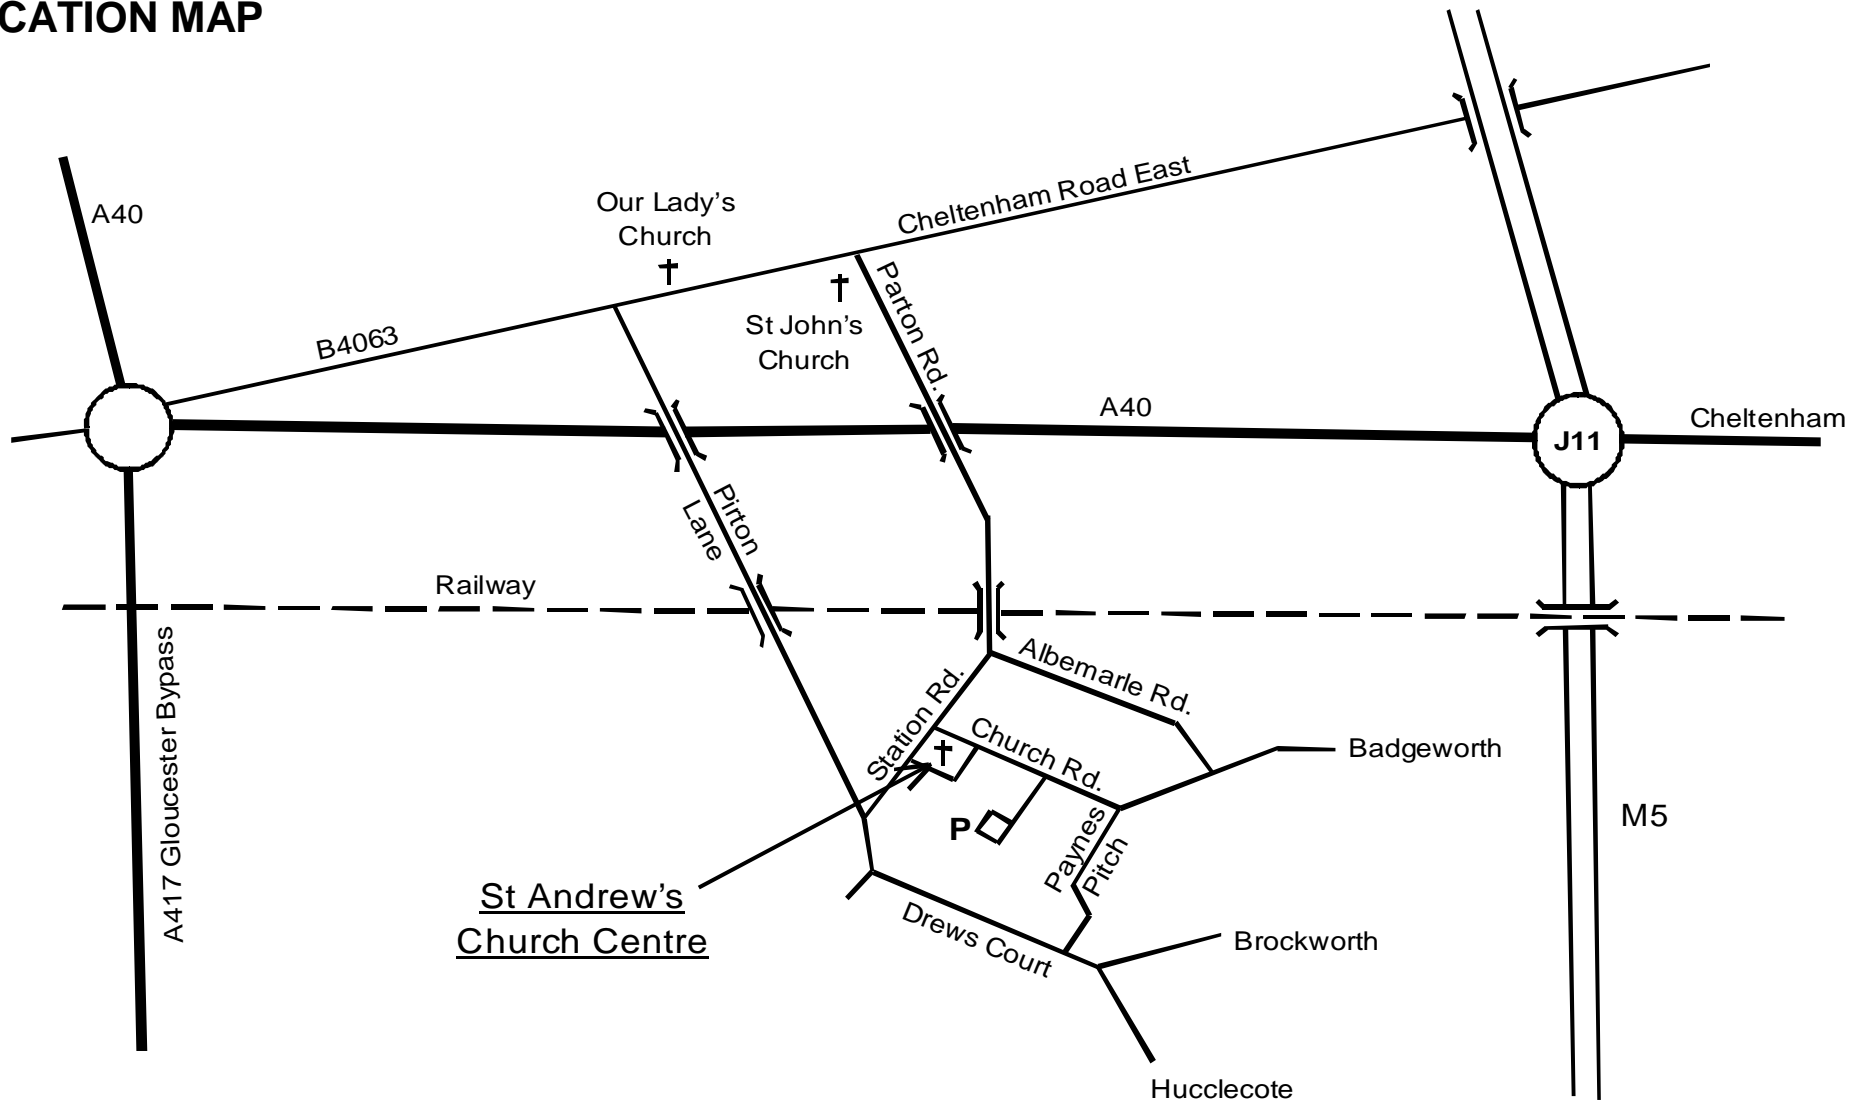 CATION MAP
A40
Our Lady’s
Church
Cheltenham Road East
B4063
St John’s
Church
Parton Rd.
A40
Cheltenham
J11
Pirton
Lane
Railway
A417 Gloucester Bypass
Albemarle Rd.
Station Rd.
Church Rd.
Badgeworth
P
Paynes
Pitch
M5
St Andrew’s
Church Centre
Drews Court
Brockworth
Hucclecote